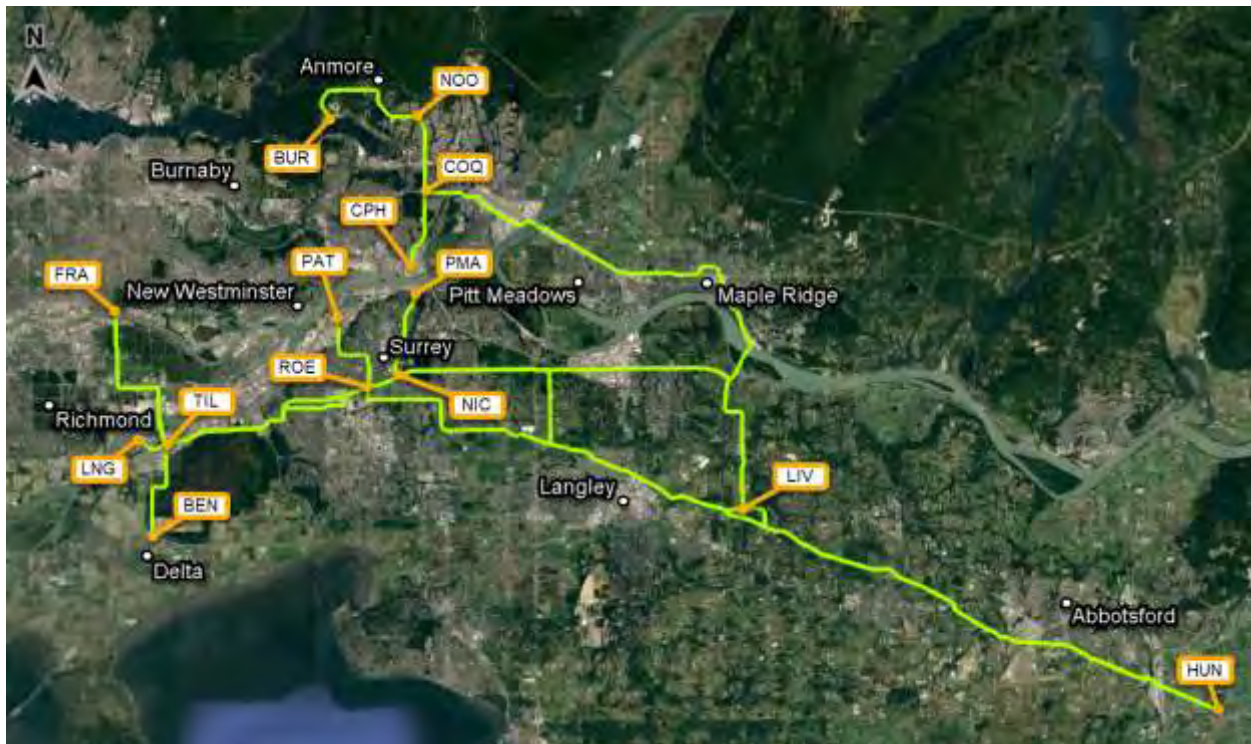 N
Anmore
NOO
BUR
Burnaby
COQ
CPH
PAT
PMA
FRA
New Westminster
Pitt Meadows
Maple Ridge
Surrey
ROE
TIL
NIC
Richmond
LNG
LIV
Langley
BEN
Delta
Abbotsford
HUN